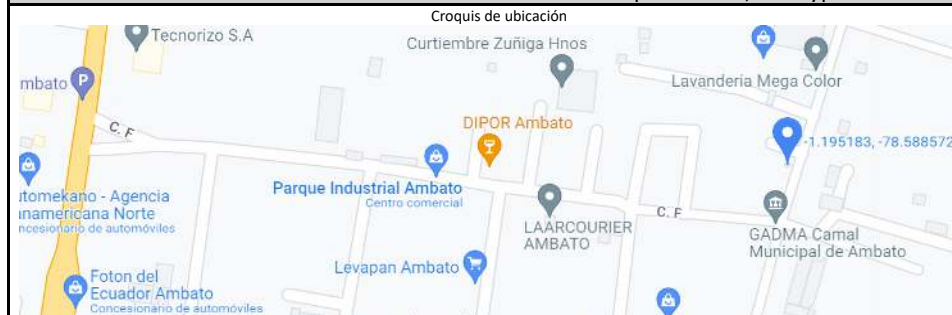 Croquis de ubicación
Tecnorizo S.A
Curtiembre Zuñiga Hnos
Lavanderia Mega Color
mbato P
C. F
DIPOR Ambato
-1.195183, -78.588572
utomekano - Agencia
anamericana Norte
ncesionario de automóviles
Parque Industrial Ambato
Centro comercial
LAARCOURIER
AMBATO
C. F
GADMA Camal
Municipal de Ambato
Levapan Ambato
Foton del
Ecuador Ambato
Concesionario de automóviles